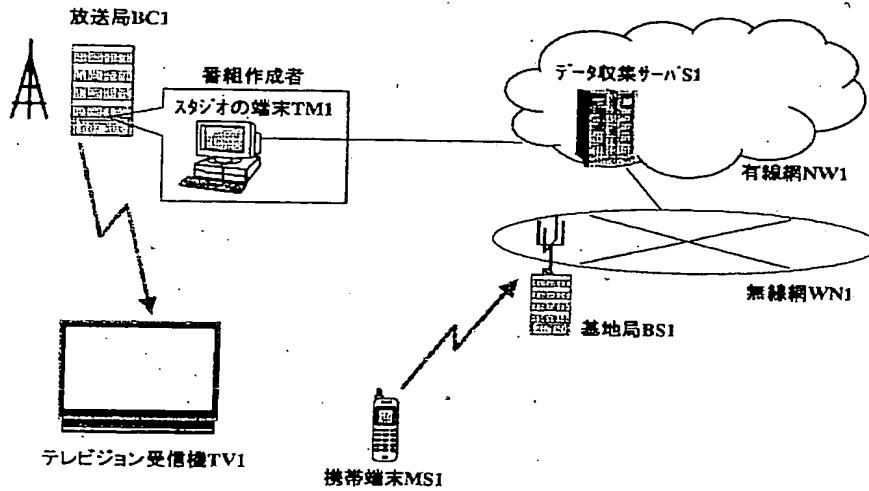 放送局BC1
番組作成者
スタジオの端末TM1
データ収集サーバS1
有線網NW1
無線網WN1
基地局BS1
テレビジョン受信機TV1
携帯端末MS1